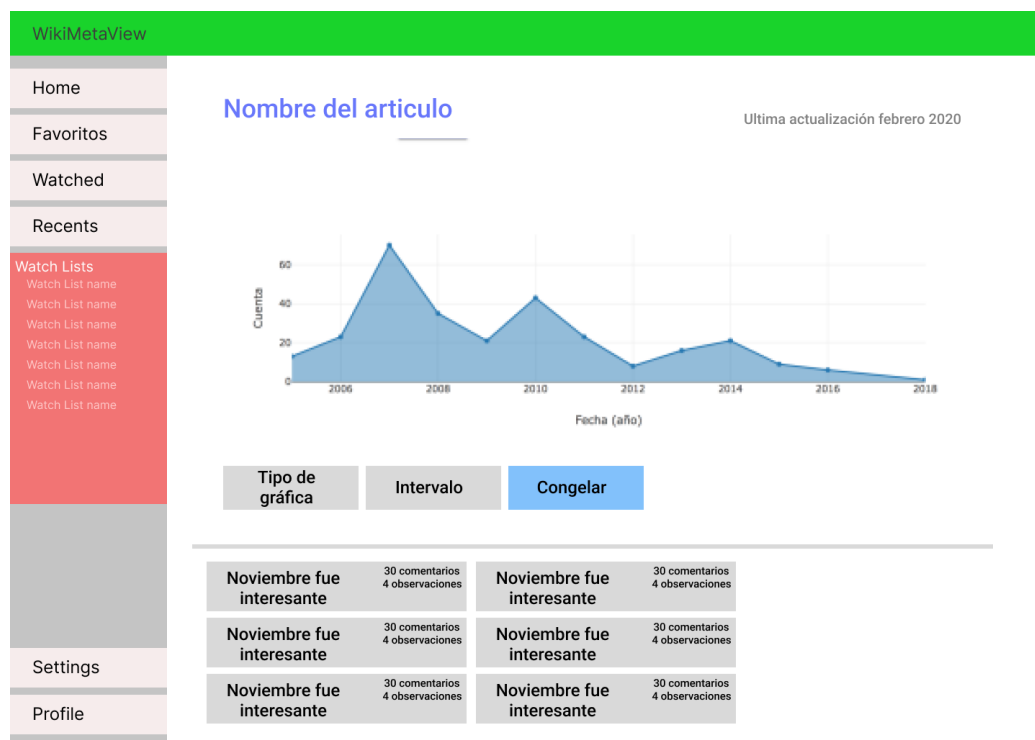 WikiMetaView
Home
Favoritos
Watched
Recents
Watch Lists
Watch List name
Watch List name
Watch List name
Watch List name
Watch List name
Watch List name
Watch List name
Settings
Profile
Nombre del articulo
Ultima actualización febrero 2020
Cuenta
60
40
20
0
2006 2008 2010 2012 2014 2016 2018
Fecha (año)
Tipo de
gráfica
Intervalo
Congelar
Noviembre fue
interesante
30 comentarios
4 observaciones
Noviembre fue
interesante
30 comentarios
4 observaciones
Noviembre fue
interesante
30 comentarios
4 observaciones
Noviembre fue
interesante
30 comentarios
4 observaciones
Noviembre fue
interesante
30 comentarios
4 observaciones
Noviembre fue
interesante
30 comentarios
4 observaciones